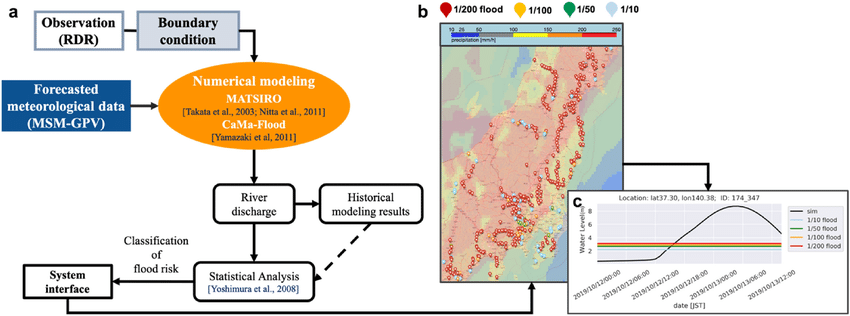 a
Observation
(RDR)
Boundary
condition
Forecasted
meteorological data
(MSM-GPV)
Numerical modeling
MATSIRO
[Takata et al., 2003; Nitta et al., 2011]
CaMa-Flood
[Yamazaki et al, 2011]
River
discharge
Historical
modeling results
Classification
of flood risk
System
interface
Statistical Analysis
[Yoshimura et al., 2008]
b
1/200 flood
1/100
1/50
1/10
10 25 50 100 150 200 250
precipitation [mm/h]
c
Location: lat37.30, lon140.38; ID: 174_347
Water Level(m)
8
6
4
2
2019/10/12/00:00
2019/10/12/06:00
2019/10/12/12:00
2019/10/12/18:00
2019/10/13/00:00
2019/10/13/06:00
2019/10/13/12:00
date [JST]
sim
1/10 flood
1/50 flood
1/100 flood
1/200 flood